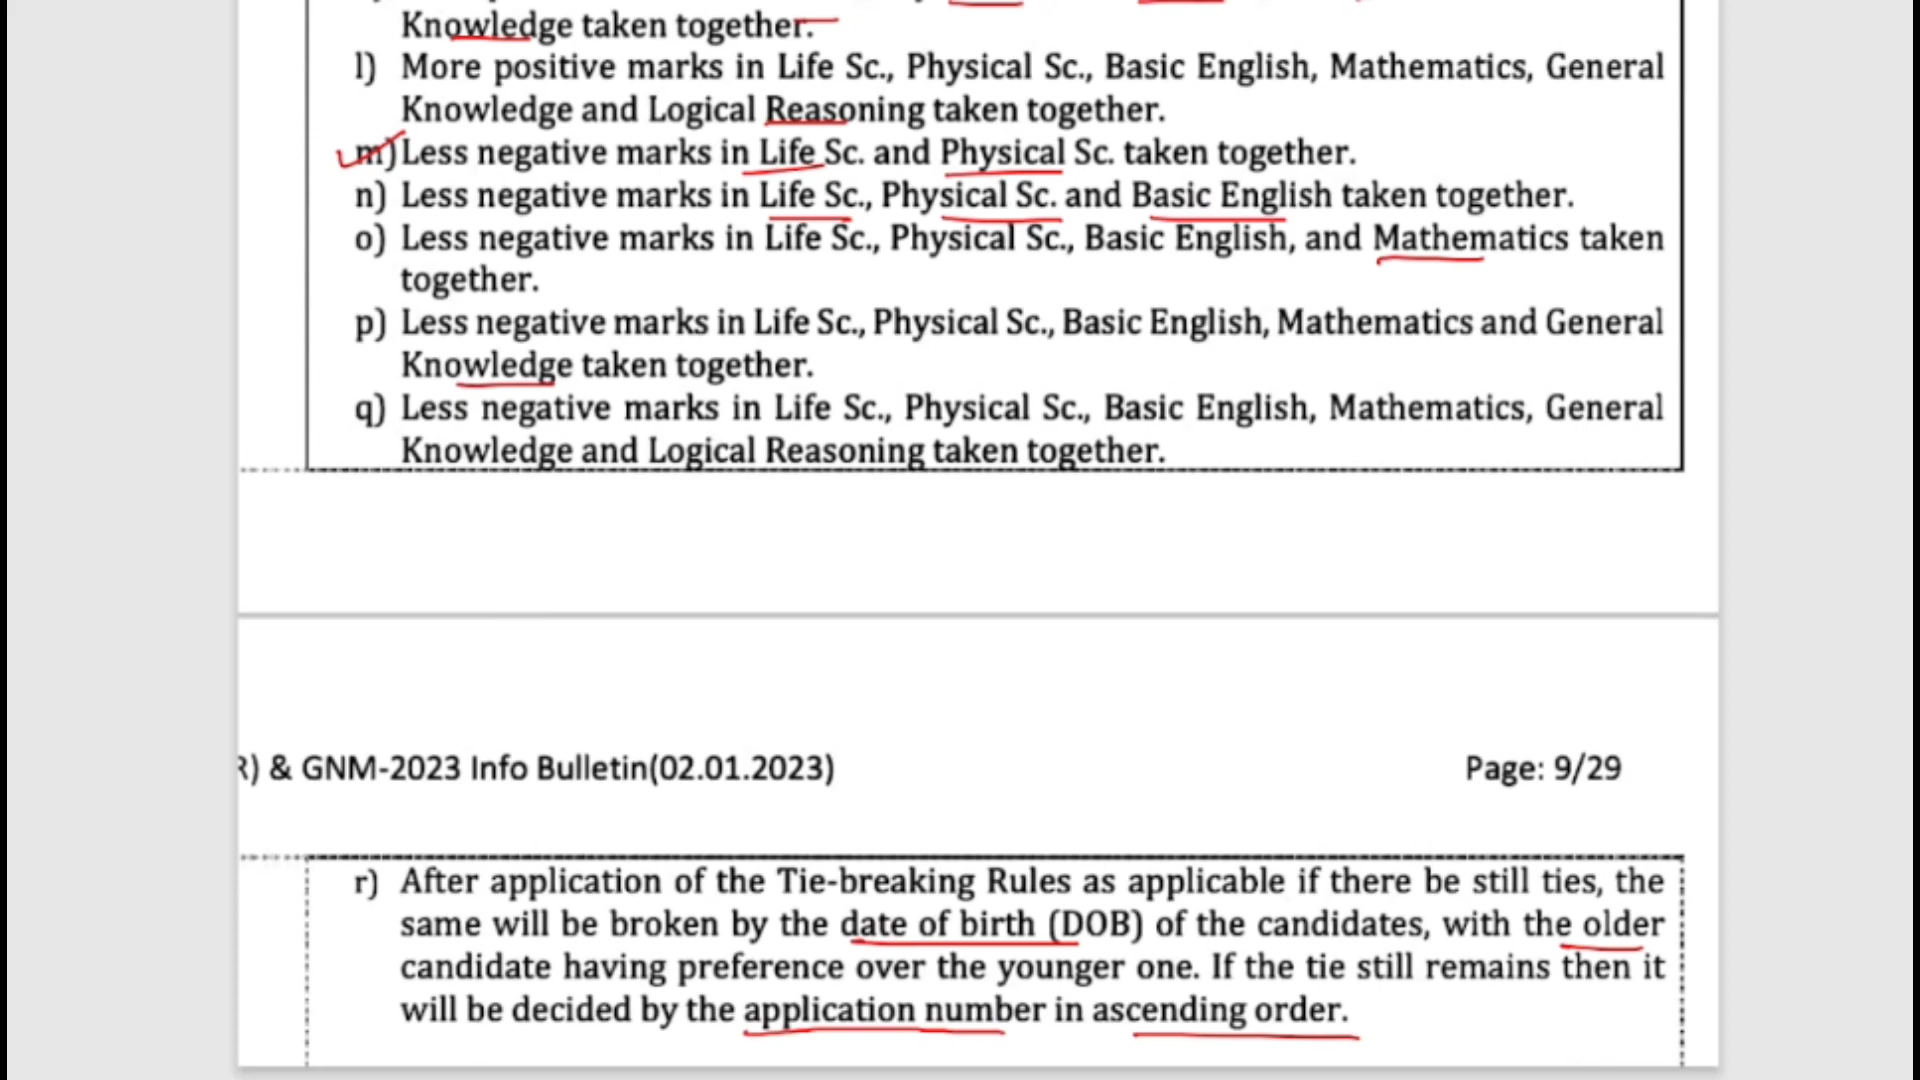 Knowledge taken together.
l) More positive marks in Life Sc., Physical Sc., Basic English, Mathematics, General
Knowledge and Logical Reasoning taken together.
m) Less negative marks in Life Sc. and Physical Sc. taken together.
n) Less negative marks in Life Sc., Physical Sc. and Basic English taken together.
o) Less negative marks in Life Sc., Physical Sc., Basic English, and Mathematics taken
together.
p) Less negative marks in Life Sc., Physical Sc., Basic English, Mathematics and General
Knowledge taken together.
q) Less negative marks in Life Sc., Physical Sc., Basic English, Mathematics, General
Knowledge and Logical Reasoning taken together.
R) & GNM-2023 Info Bulletin(02.01.2023) Page: 9/29
r) After application of the Tie-breaking Rules as applicable if there be still ties, the
same will be broken by the date of birth (DOB) of the candidates, with the older
candidate having preference over the younger one. If the tie still remains then it
will be decided by the application number in ascending order.